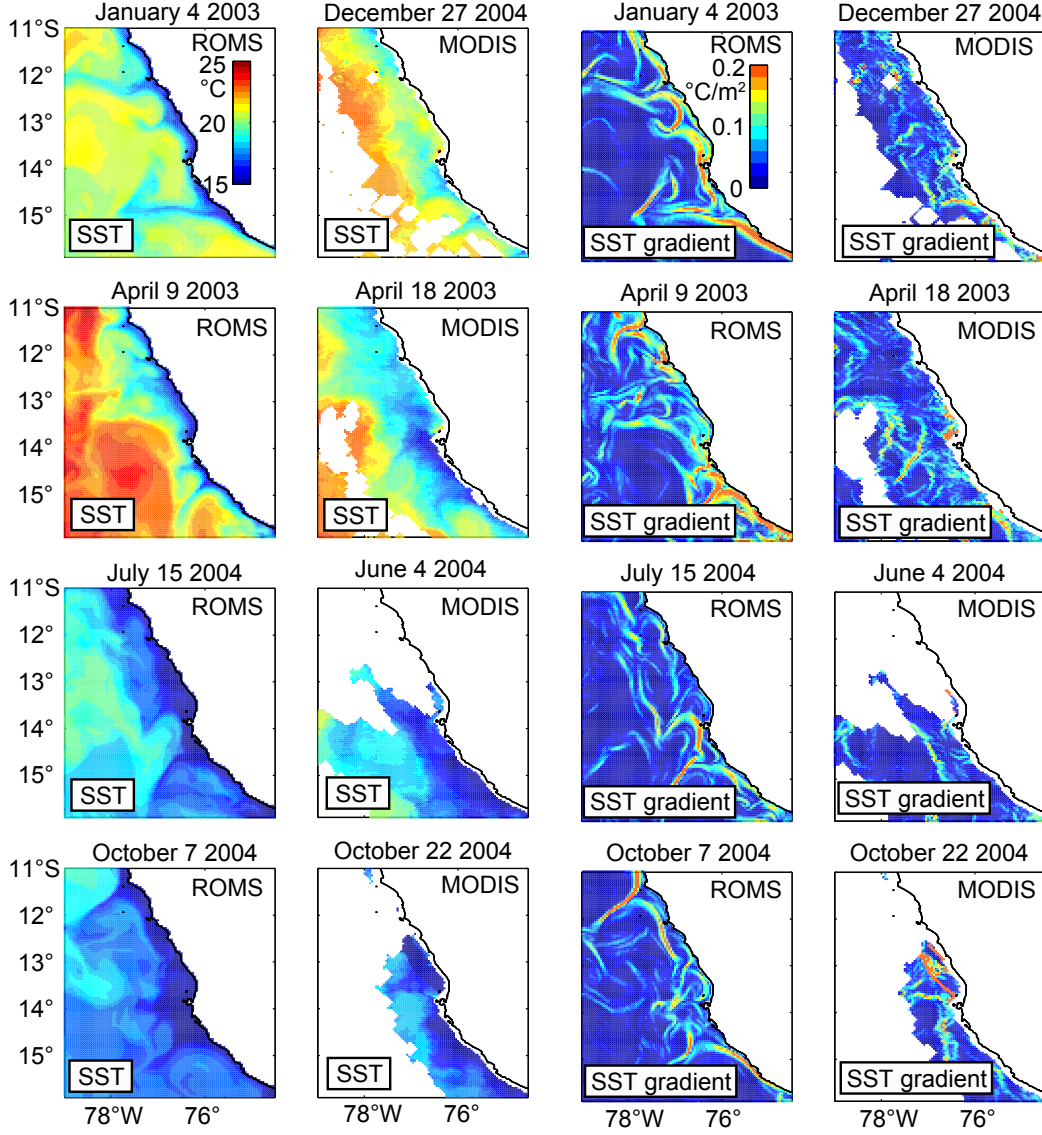 January 4 2003
December 27 2004
January 4 2003
December 27 2004
11°S
12°
13°
14°
15°
ROMS
25
°C
20
15
SST
MODIS
SST
ROMS
0.2
°C/m²
0.1
0
SST gradient
MODIS
SST gradient
April 9 2003
April 18 2003
April 9 2003
April 18 2003
11°S
12°
13°
14°
15°
ROMS
SST
MODIS
SST
ROMS
SST gradient
MODIS
SST gradient
July 15 2004
June 4 2004
July 15 2004
June 4 2004
11°S
12°
13°
14°
15°
ROMS
SST
MODIS
SST
ROMS
SST gradient
MODIS
SST gradient
October 7 2004
October 22 2004
October 7 2004
October 22 2004
11°S
12°
13°
14°
15°
ROMS
SST
MODIS
SST
ROMS
SST gradient
MODIS
SST gradient
78°W 76°
78°W 76°
78°W 76°
78°W 76°